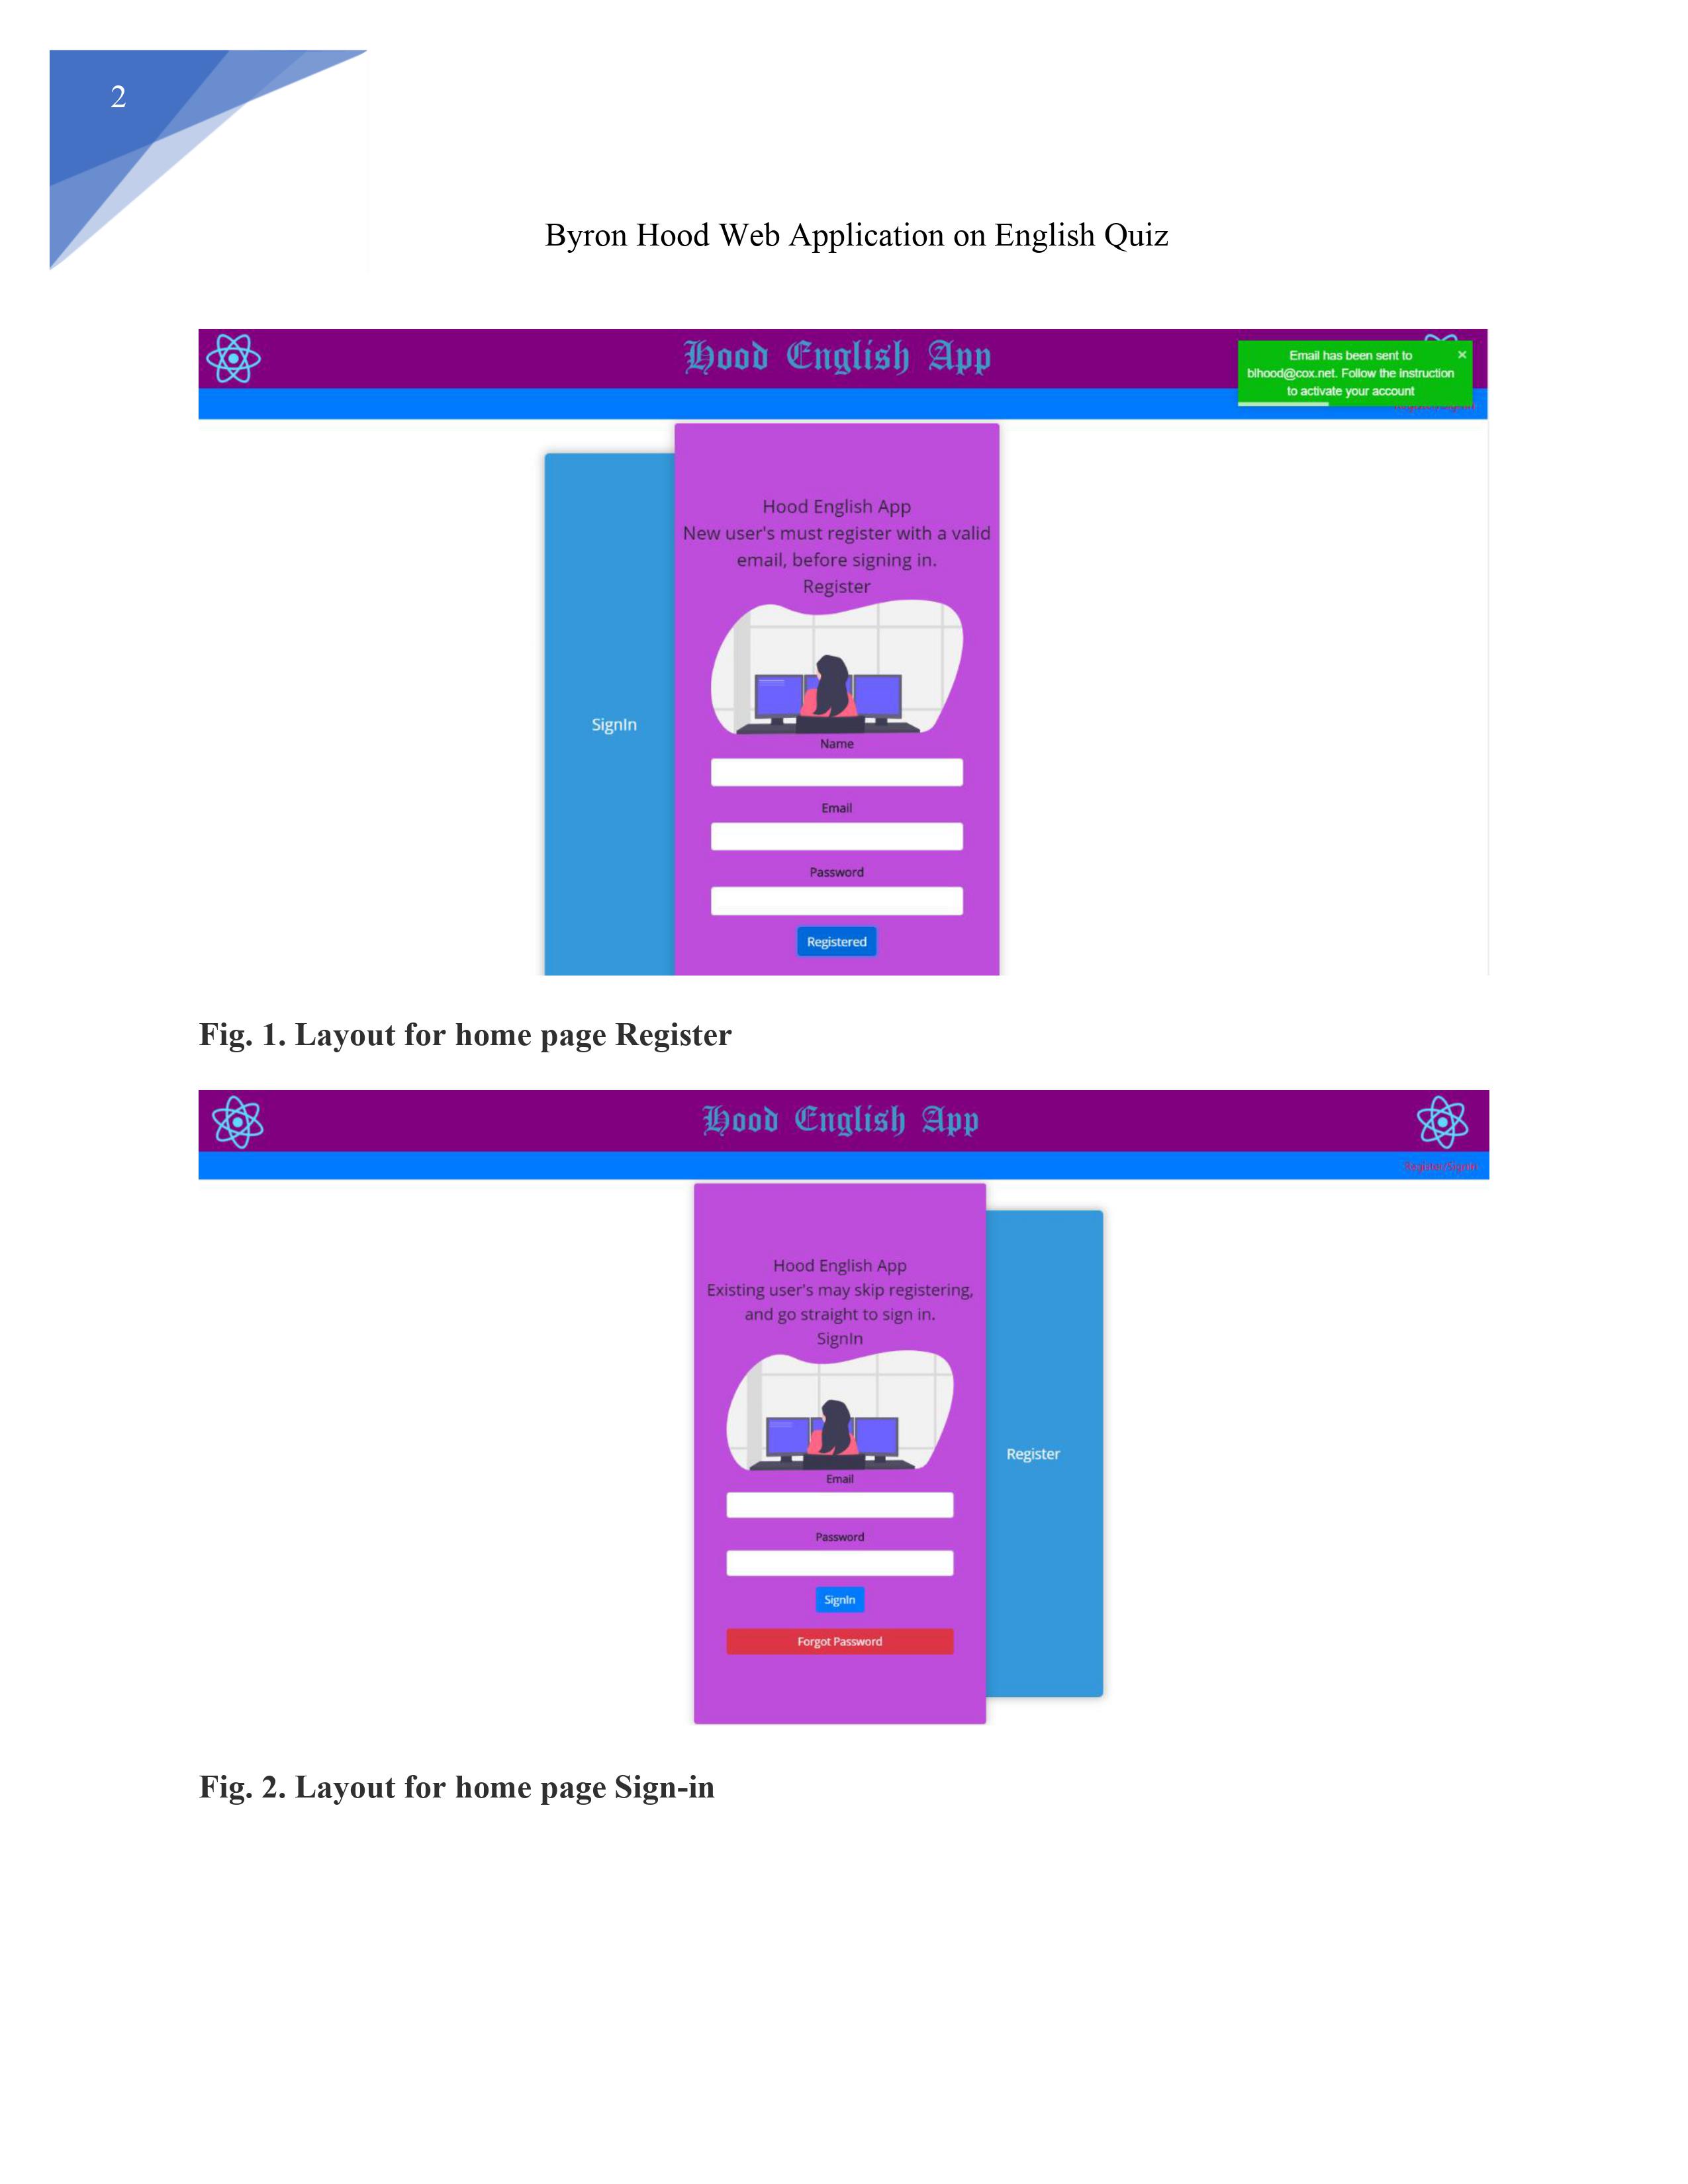 2
Byron Hood Web Application on English Quiz
Hood English App
Email has been sent to
blhood@cox.net. Follow the instruction
to activate your account
Hood English App
New user's must register with a valid
email, before signing in.
Register
SignIn
Name
Email
Password
Registered
Fig. 1. Layout for home page Register
Hood English App
Register/SignIn
Hood English App
Existing user's may skip registering,
and go straight to sign in.
SignIn
Register
Email
Password
SignIn
Forgot Password
Fig. 2. Layout for home page Sign-in